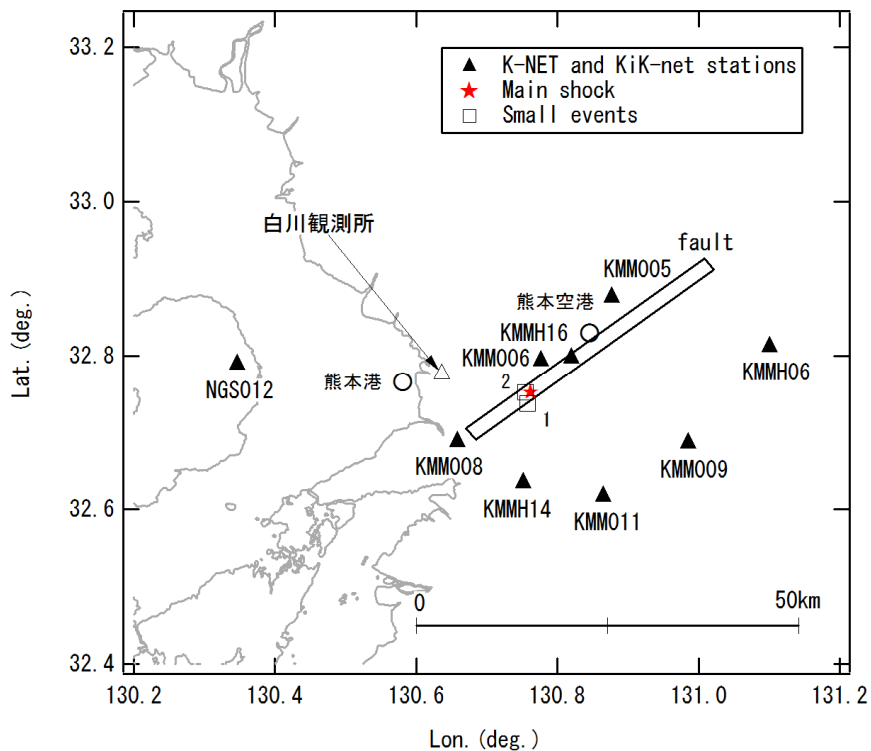 33.2
33.0
32.8
32.6
32.4
Lat. (deg.)
K-NET and KiK-net stations
Main shock
Small events
白川観測所
fault
KMM005
熊本空港
KMMH16
KMM006
KMMH06
NGS012
熊本港
2
1
KMM008
KMM009
KMMH14
KMM011
0
50km
130.2
130.4
130.6
130.8
131.0
131.2
Lon. (deg.)